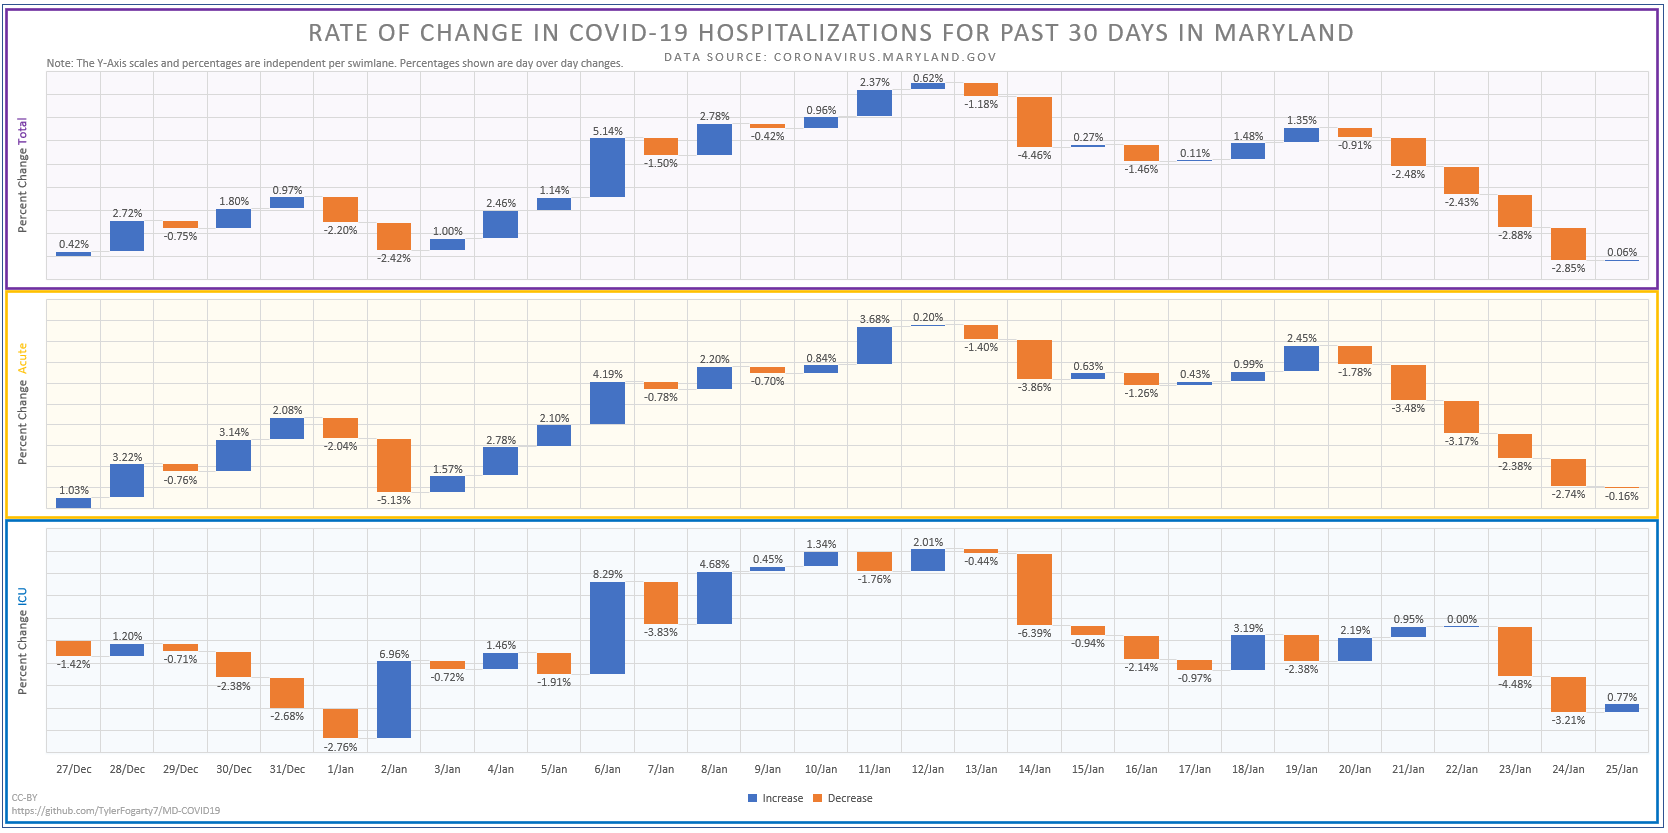 RATE OF CHANGE IN COVID-19 HOSPITALIZATIONS FOR PAST 30 DAYS IN MARYLAND
DATA SOURCE: CORONAVIRUS.MARYLAND.GOV
Note: The Y-Axis scales and percentages are independent per swimlane. Percentages shown are day over day changes.
Percent Change Total
0.42% 2.72% -0.75% 1.80% 0.97% -2.20% -2.42% 1.00% 2.46% 1.14% 5.14% -1.50% 2.78% -0.42% 0.96% 2.37% 0.62% -1.18% -4.46% 0.27% -1.46% 0.11% 1.48% 1.35% -0.91% -2.48% -2.43% -2.88% -2.85% 0.06%
Percent Change Acute
1.03% 3.22% -0.76% 3.14% 2.08% -2.04% -5.13% 1.57% 2.78% 2.10% 4.19% -0.78% 2.20% -0.70% 0.84% 3.68% 0.20% -1.40% -3.86% 0.63% -1.26% 0.43% 0.99% 2.45% -1.78% -3.48% -3.17% -2.38% -2.74% -0.16%
Percent Change ICU
-1.42% 1.20% -0.71% -2.38% -2.68% -2.76% 6.96% -0.72% 1.46% -1.91% 8.29% -3.83% 4.68% 0.45% 1.34% -1.76% 2.01% -0.44% -6.39% -0.94% -2.14% -0.97% 3.19% -2.38% 2.19% 0.95% 0.00% -4.48% -3.21% 0.77%
27/Dec 28/Dec 29/Dec 30/Dec 31/Dec 1/Jan 2/Jan 3/Jan 4/Jan 5/Jan 6/Jan 7/Jan 8/Jan 9/Jan 10/Jan 11/Jan 12/Jan 13/Jan 14/Jan 15/Jan 16/Jan 17/Jan 18/Jan 19/Jan 20/Jan 21/Jan 22/Jan 23/Jan 24/Jan 25/Jan
Increase Decrease
CC-BY
https://github.com/TylerFogarty7/MD-COVID19